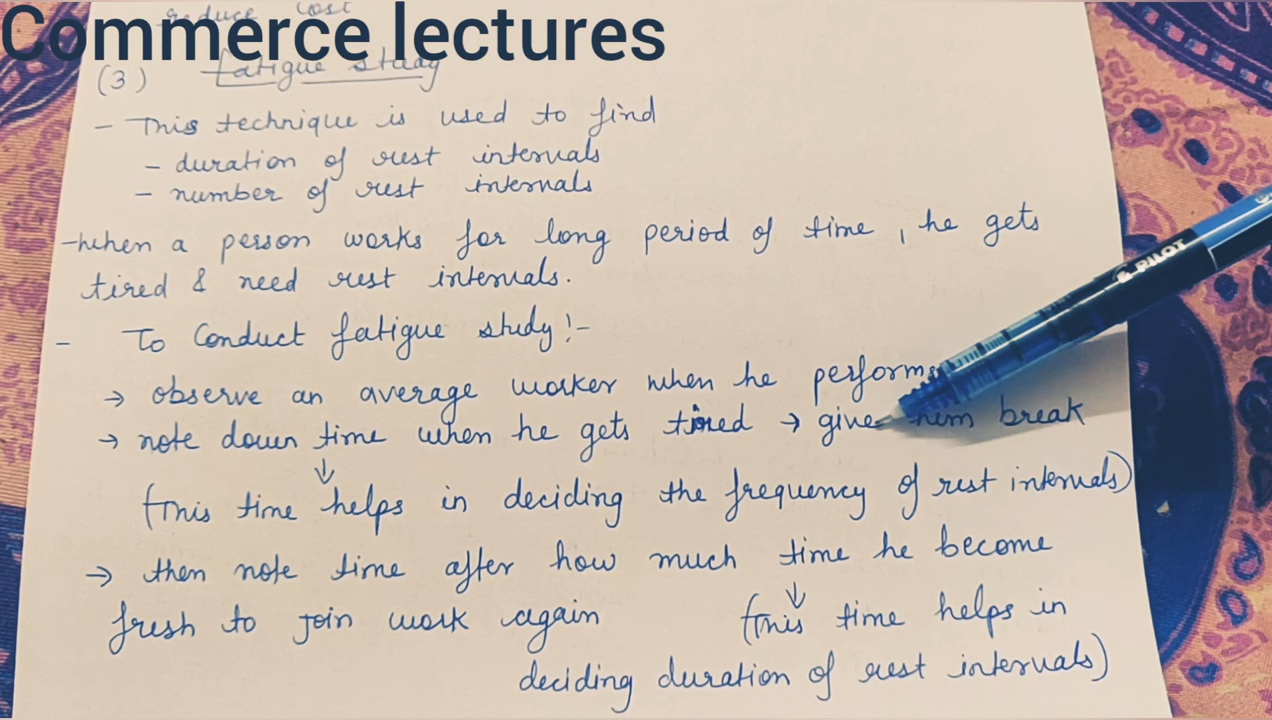 reduce cost
Commerce lectures
(3) fatigue study
- This technique is used to find
- duration of rest intervals
- number of rest intervals
- when a person works for long period of time, he gets
tired & need rest intervals.
- To Conduct fatigue study:-
→ observe an average worker when he performs
→ note down time when he gets tired → give him break
↓
(This time helps in deciding the frequency of rest intervals)
→ then note time after how much time he become
fresh to join work again
↓
(This time helps in
deciding duration of rest intervals)
PILOT